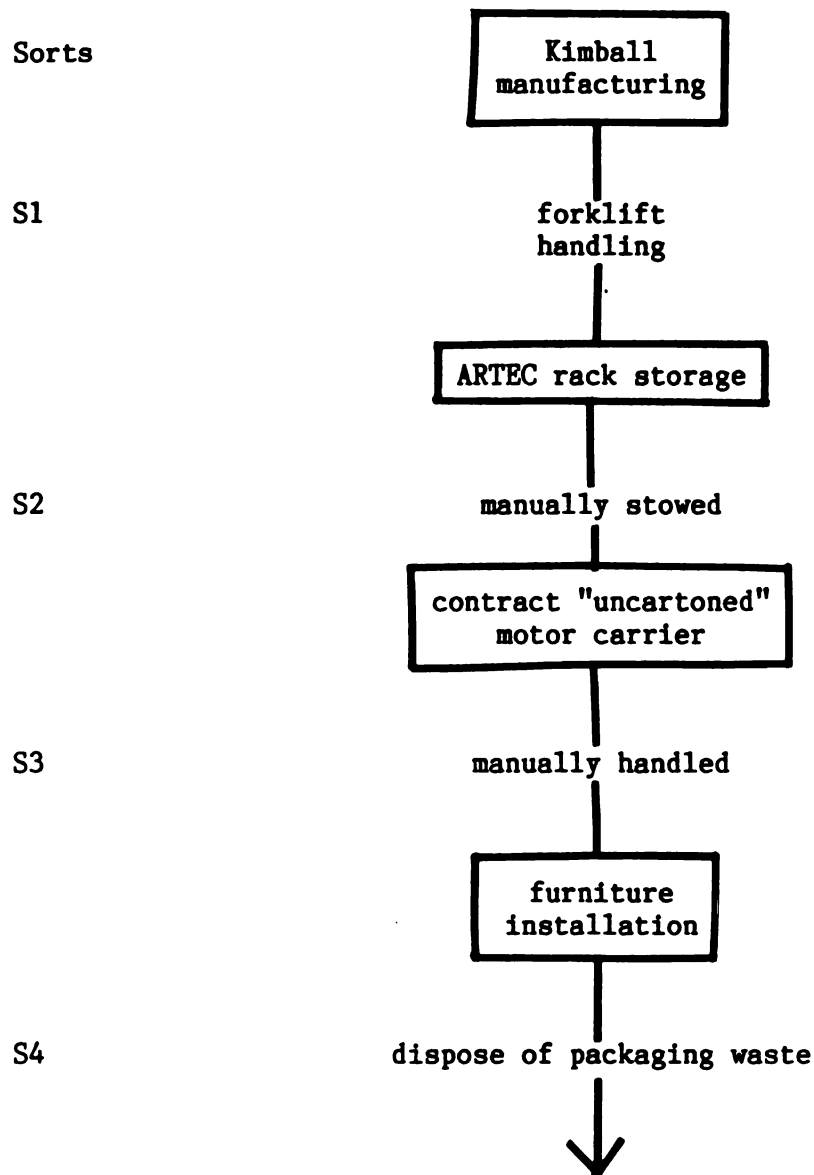 Sorts
Kimball
manufacturing
S1
forklift
handling
ARTEC rack storage
S2
manually stowed
contract "uncartoned"
motor carrier
S3
manually handled
furniture
installation
S4
dispose of packaging waste